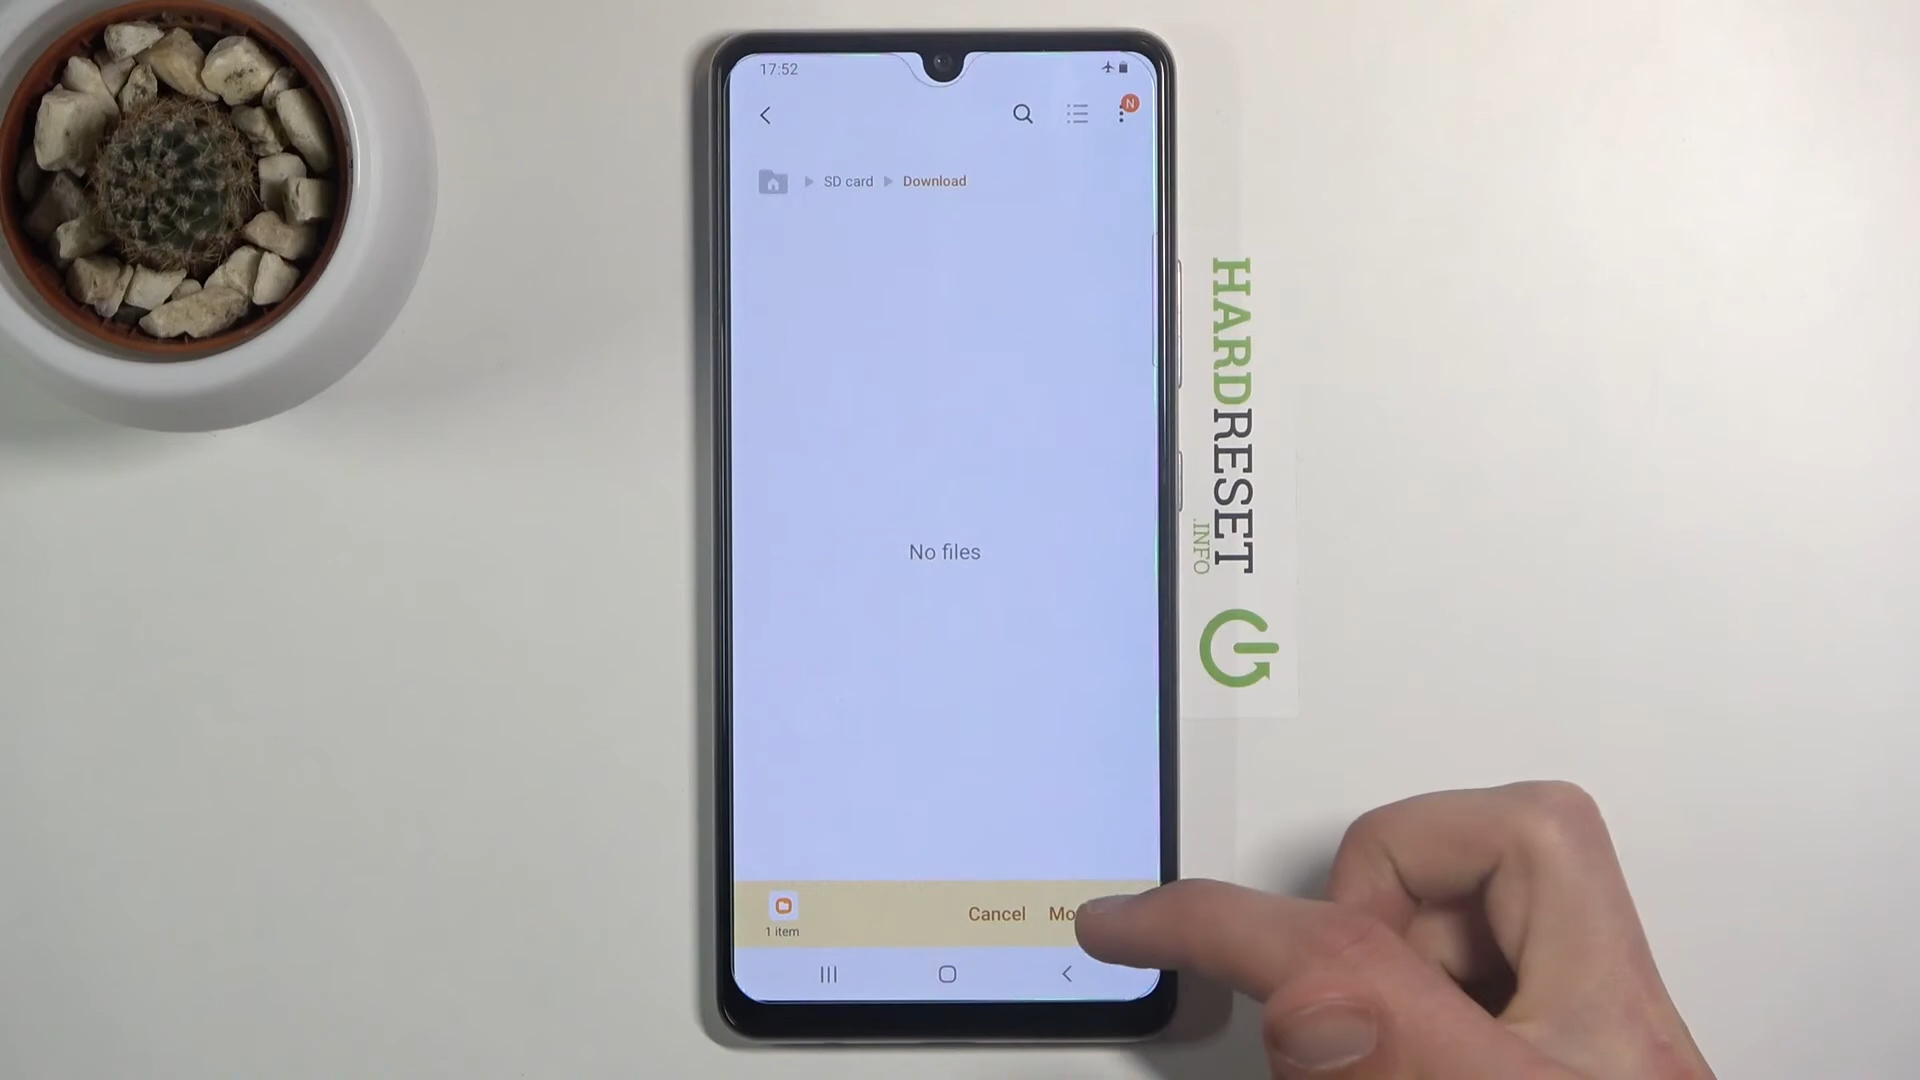 17:52
N
SD card
Download
No files
1 item
Cancel
HARDRESET
.INFO